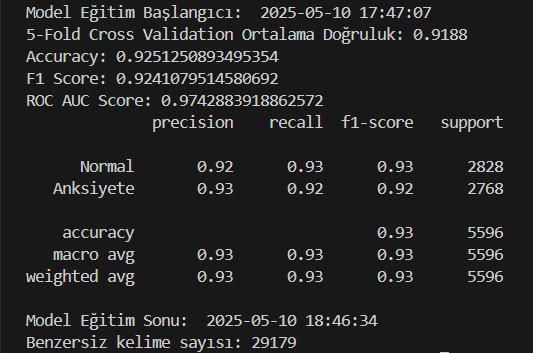 Model Eğitim Başlangıcı:  2025-05-10 17:47:07
5-Fold Cross Validation Ortalama Doğruluk: 0.9188
Accuracy: 0.9251250893495354
F1 Score: 0.9241079514580692
ROC AUC Score: 0.9742883918862572
precision    recall  f1-score   support
Normal       0.92      0.93      0.93      2828
Anksiyete       0.93      0.92      0.92      2768
accuracy                           0.93      5596
macro avg       0.93      0.93      0.93      5596
weighted avg       0.93      0.93      0.93      5596
Model Eğitim Sonu:  2025-05-10 18:46:34
Benzersiz kelime sayısı: 29179